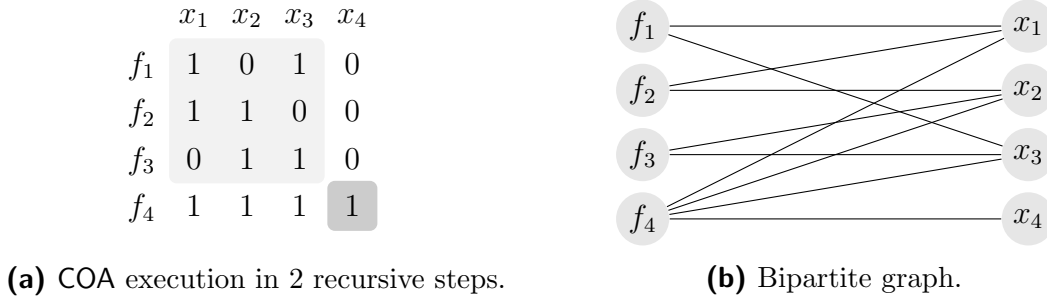 x₁ x₂ x₃ x₄
f₁ 1 0 1 0
f₂ 1 1 0 0
f₃ 0 1 1 0
f₄ 1 1 1 1
(a) COA execution in 2 recursive steps.
f₁ x₁
f₂ x₂
f₃ x₃
f₄ x₄
(b) Bipartite graph.